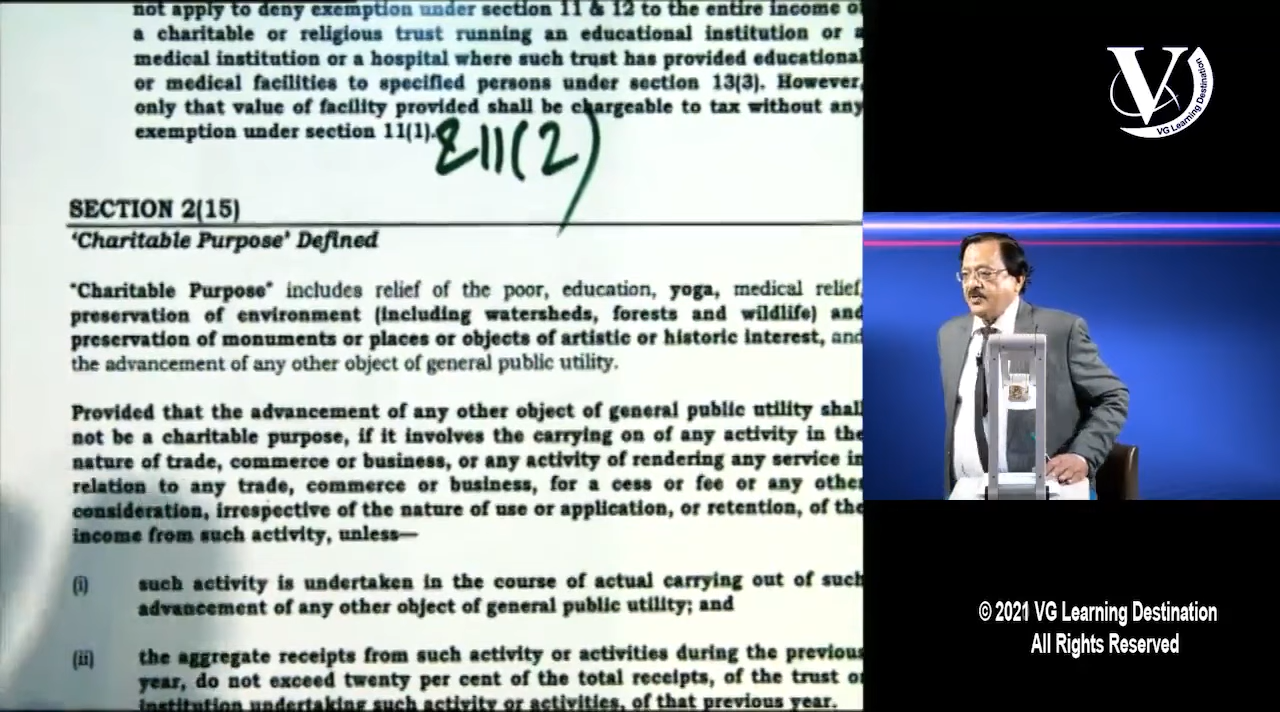 not apply to deny exemption under section 11 & 12 to the entire income of
a charitable or religious trust running an educational institution or a
medical institution or a hospital where such trust has provided educational
or medical facilities to specified persons under section 13(3). However,
only that value of facility provided shall be chargeable to tax without any
exemption under section 11(1).
& 11(2)
SECTION 2(15)
‘Charitable Purpose’ Defined
"Charitable Purpose" includes relief of the poor, education, yoga, medical relief,
preservation of environment (including watersheds, forests and wildlife) and
preservation of monuments or places or objects of artistic or historic interest, and
the advancement of any other object of general public utility.
Provided that the advancement of any other object of general public utility shall
not be a charitable purpose, if it involves the carrying on of any activity in the
nature of trade, commerce or business, or any activity of rendering any service in
relation to any trade, commerce or business, for a cess or fee or any other
consideration, irrespective of the nature of use or application, or retention, of the
income from such activity, unless—
(i) such activity is undertaken in the course of actual carrying out of such
advancement of any other object of general public utility; and
(ii) the aggregate receipts from such activity or activities during the previous
year, do not exceed twenty per cent of the total receipts, of the trust or
institution undertaking such activity or activities, of that previous year.
V
VG Learning Destination
© 2021 VG Learning Destination
All Rights Reserved